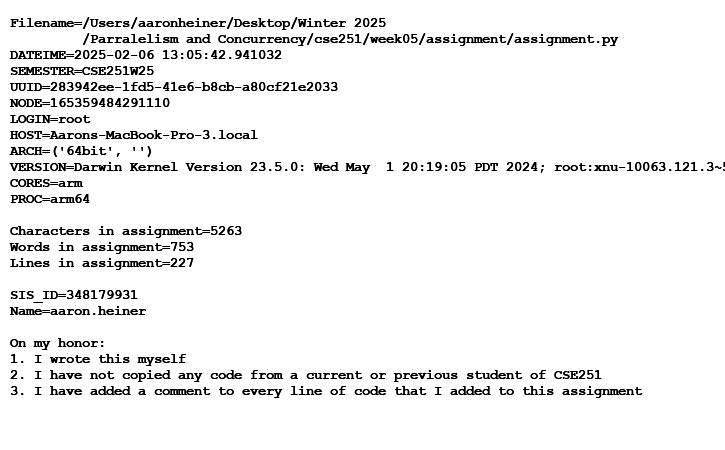 Filename=/Users/aaronheiner/Desktop/Winter 2025
/Parralelism and Concurrency/cse251/week05/assignment/assignment.py
DATEIME=2025-02-06 13:05:42.941032
SEMESTER=CSE251W25
UUID=283942ee-1fd5-41e6-b8cb-a80cf21e2033
NODE=165359484291110
LOGIN=root
HOST=Aarons-MacBook-Pro-3.local
ARCH=('64bit', '')
VERSION=Darwin Kernel Version 23.5.0: Wed May  1 20:19:05 PDT 2024; root:xnu-10063.121.3~
CORES=arm
PROC=arm64
Characters in assignment=5263
Words in assignment=753
Lines in assignment=227
SIS_ID=348179931
Name=aaron.heiner
On my honor:
1. I wrote this myself
2. I have not copied any code from a current or previous student of CSE251
3. I have added a comment to every line of code that I added to this assignment